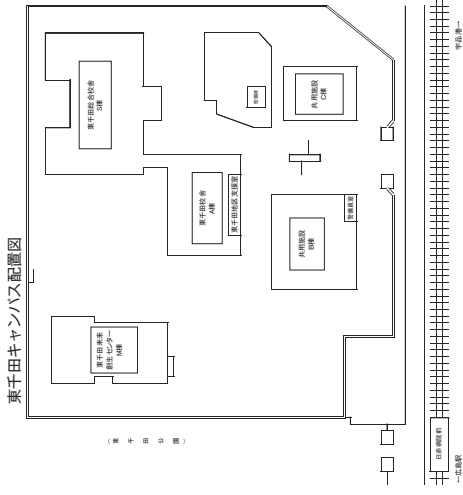 東千田キャンパス配置図
東千田総合校舎
S棟
共用施設
C棟
東千田校舎
A棟
東千田地区支援室
共用施設
B棟
警備員室
東千田未来
創生センター
M棟
（東千田公園）
日赤病院前
宇品港→
←広島駅